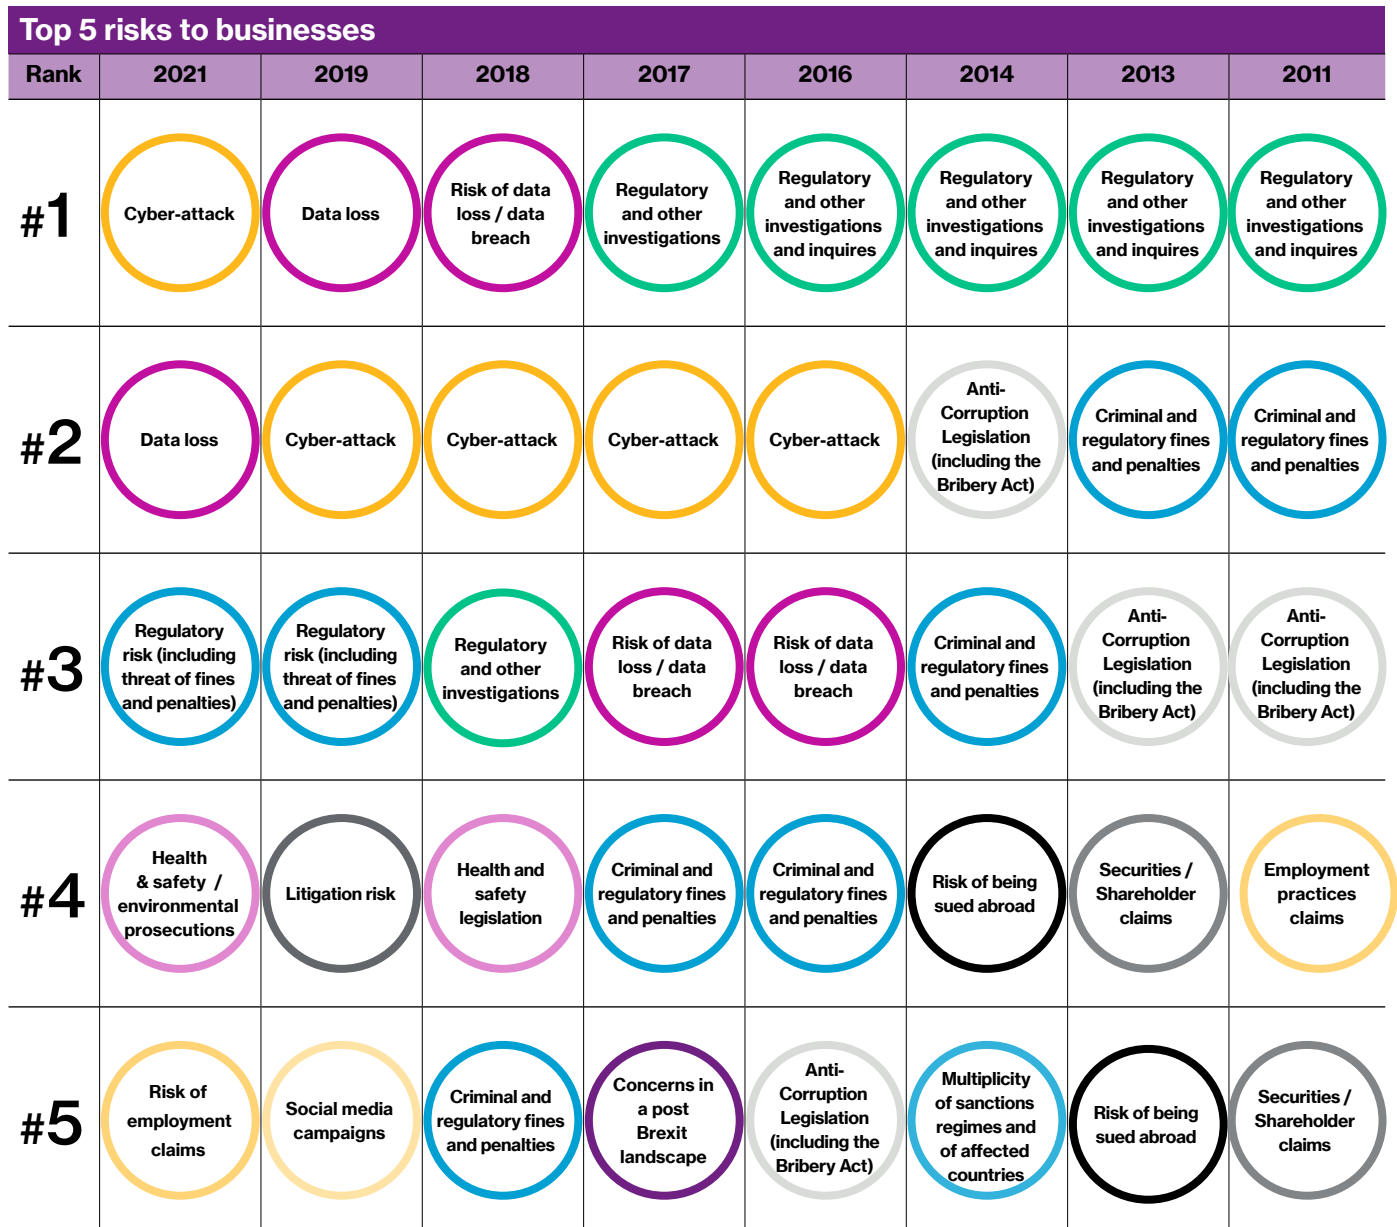 Top 5 risks to businesses
Rank 2021 2019 2018 2017 2016 2014 2013 2011
#1
Cyber-attack
Data loss
Risk of data
loss / data
breach
Regulatory
and other
investigations
Regulatory
and other
investigations
and inquires
Regulatory
and other
investigations
and inquires
Regulatory
and other
investigations
and inquires
Regulatory
and other
investigations
and inquires
#2
Data loss
Cyber-attack
Cyber-attack
Cyber-attack
Cyber-attack
Anti-
Corruption
Legislation
(including the
Bribery Act)
Criminal and
regulatory fines
and penalties
Criminal and
regulatory fines
and penalties
#3
Regulatory
risk (including
threat of fines
and penalties)
Regulatory
risk (including
threat of fines
and penalties)
Regulatory
and other
investigations
Risk of data
loss / data
breach
Risk of data
loss / data
breach
Criminal and
regulatory fines
and penalties
Anti-
Corruption
Legislation
(including the
Bribery Act)
Anti-
Corruption
Legislation
(including the
Bribery Act)
#4
Health
& safety /
environmental
prosecutions
Litigation risk
Health and
safety
legislation
Criminal and
regulatory fines
and penalties
Criminal and
regulatory fines
and penalties
Risk of being
sued abroad
Securities /
Shareholder
claims
Employment
practices
claims
#5
Risk of
employment
claims
Social media
campaigns
Criminal and
regulatory fines
and penalties
Concerns in
a post
Brexit
landscape
Anti-
Corruption
Legislation
(including the
Bribery Act)
Multiplicity
of sanctions
regimes and
of affected
countries
Risk of being
sued abroad
Securities /
Shareholder
claims